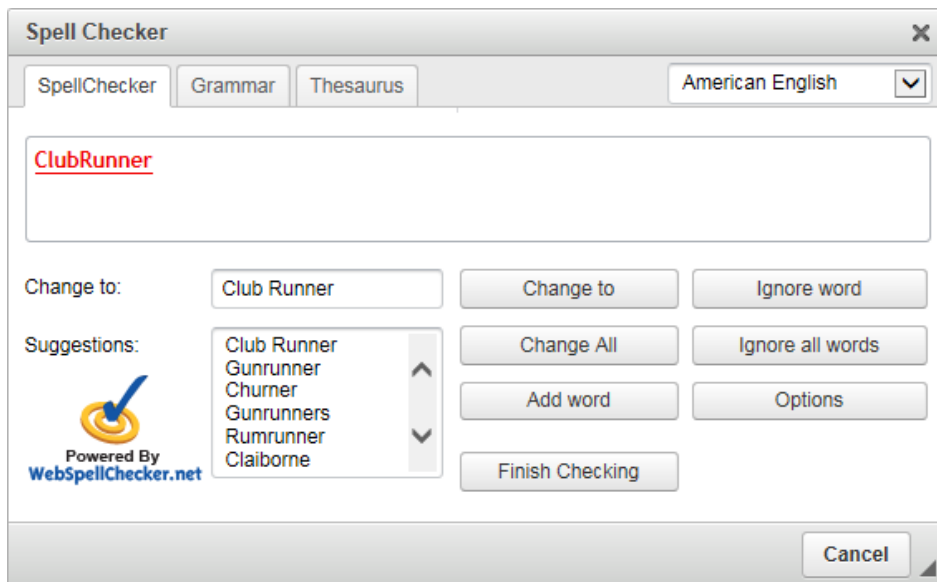 Spell Checker
SpellChecker Grammar Thesaurus American English
ClubRunner
Change to: Club Runner Change to Ignore word
Suggestions: Club Runner Change All Ignore all words
Gunrunner
Churner
Gunrunners Add word Options
Rumrunner
Claiborne
Powered By
WebSpellChecker.net
Finish Checking
Cancel